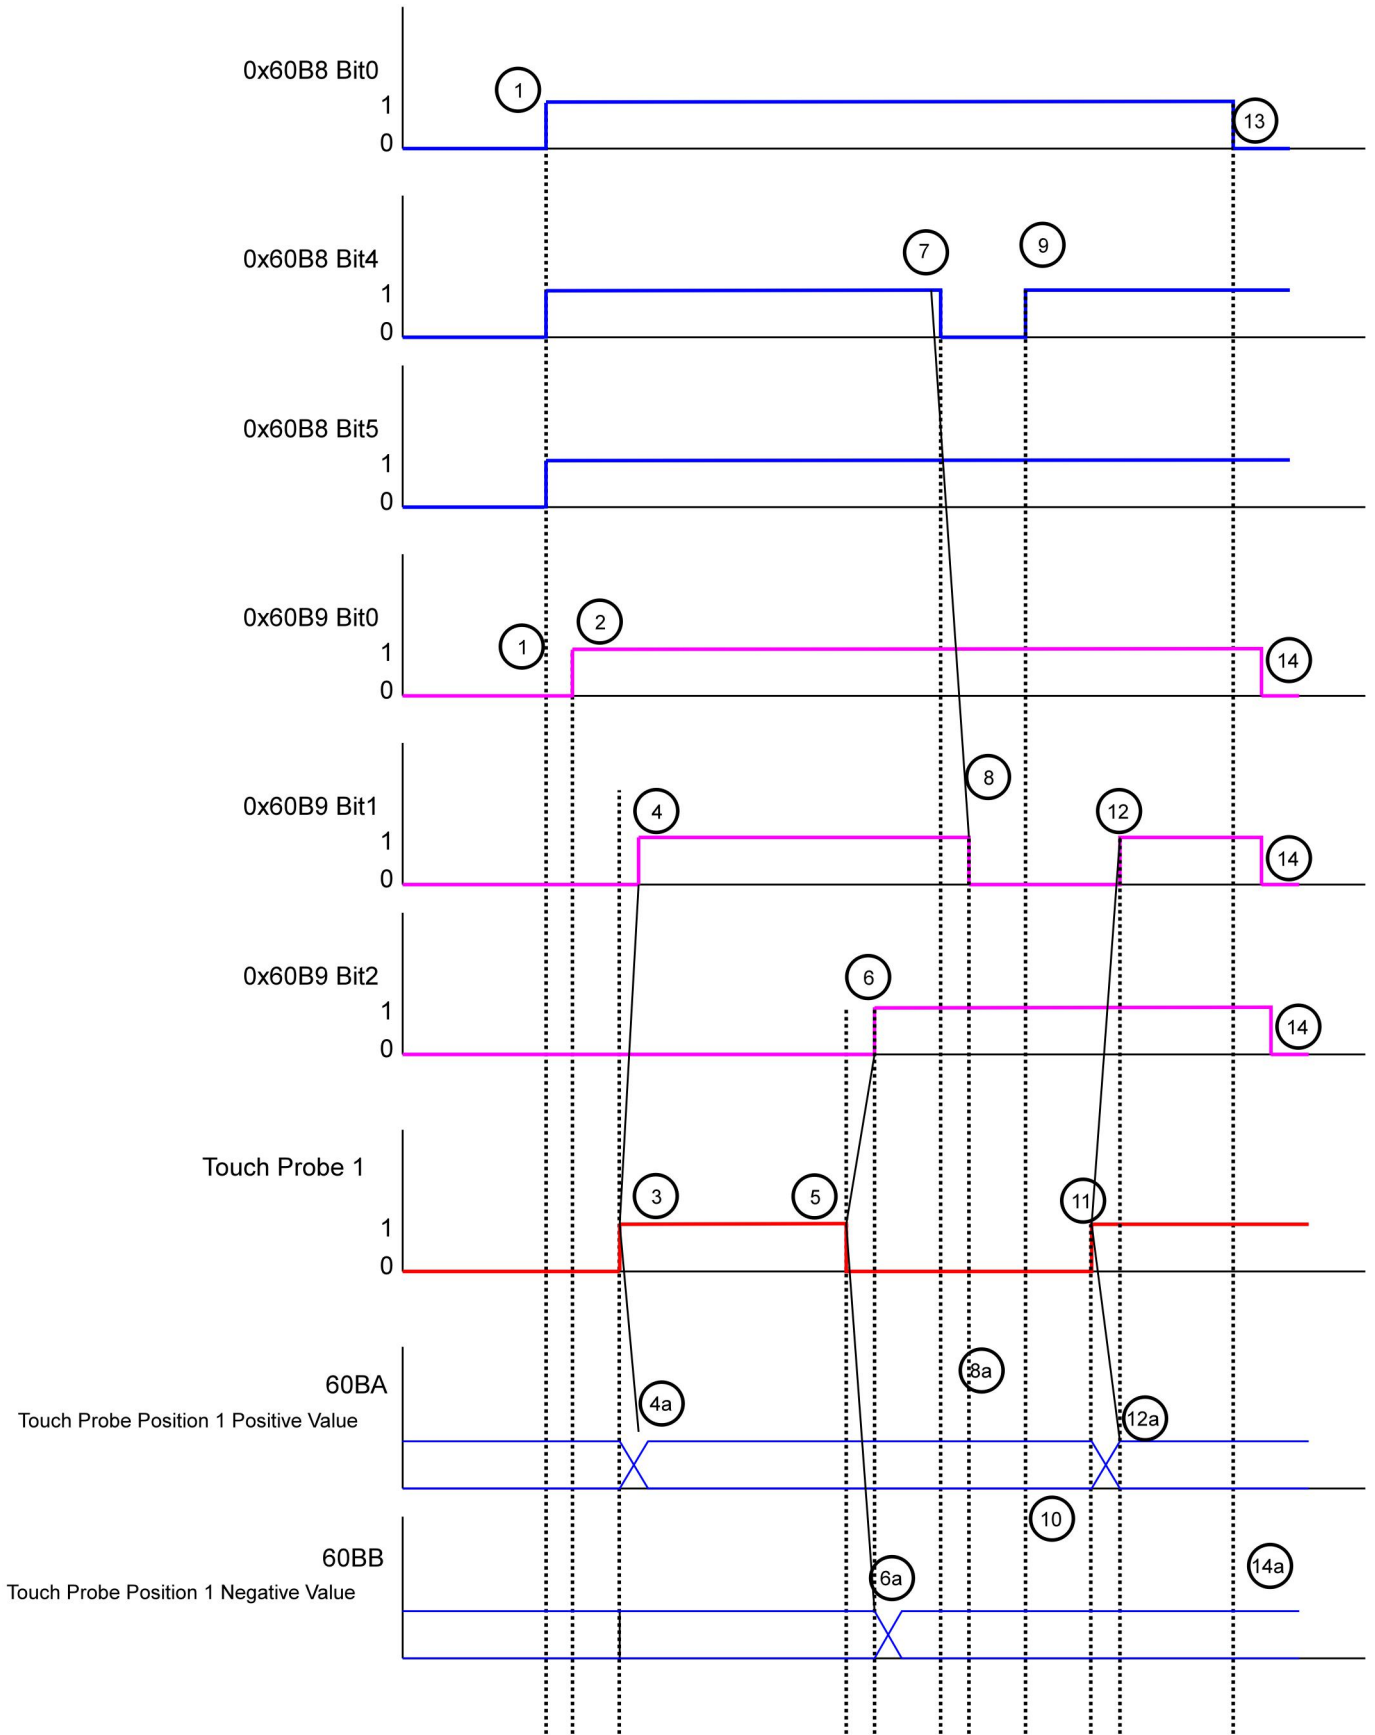 0x60B8 Bit0
1
1
13
0
0x60B8 Bit4
7
9
1
0
0x60B8 Bit5
1
0
0x60B9 Bit0
2
1
1
14
0
0x60B9 Bit1
8
4
12
1
14
0
0x60B9 Bit2
6
1
14
0
Touch Probe 1
3
5
11
1
0
60BA
8a
4a
Touch Probe Position 1 Positive Value
12a
10
60BB
14a
6a
Touch Probe Position 1 Negative Value